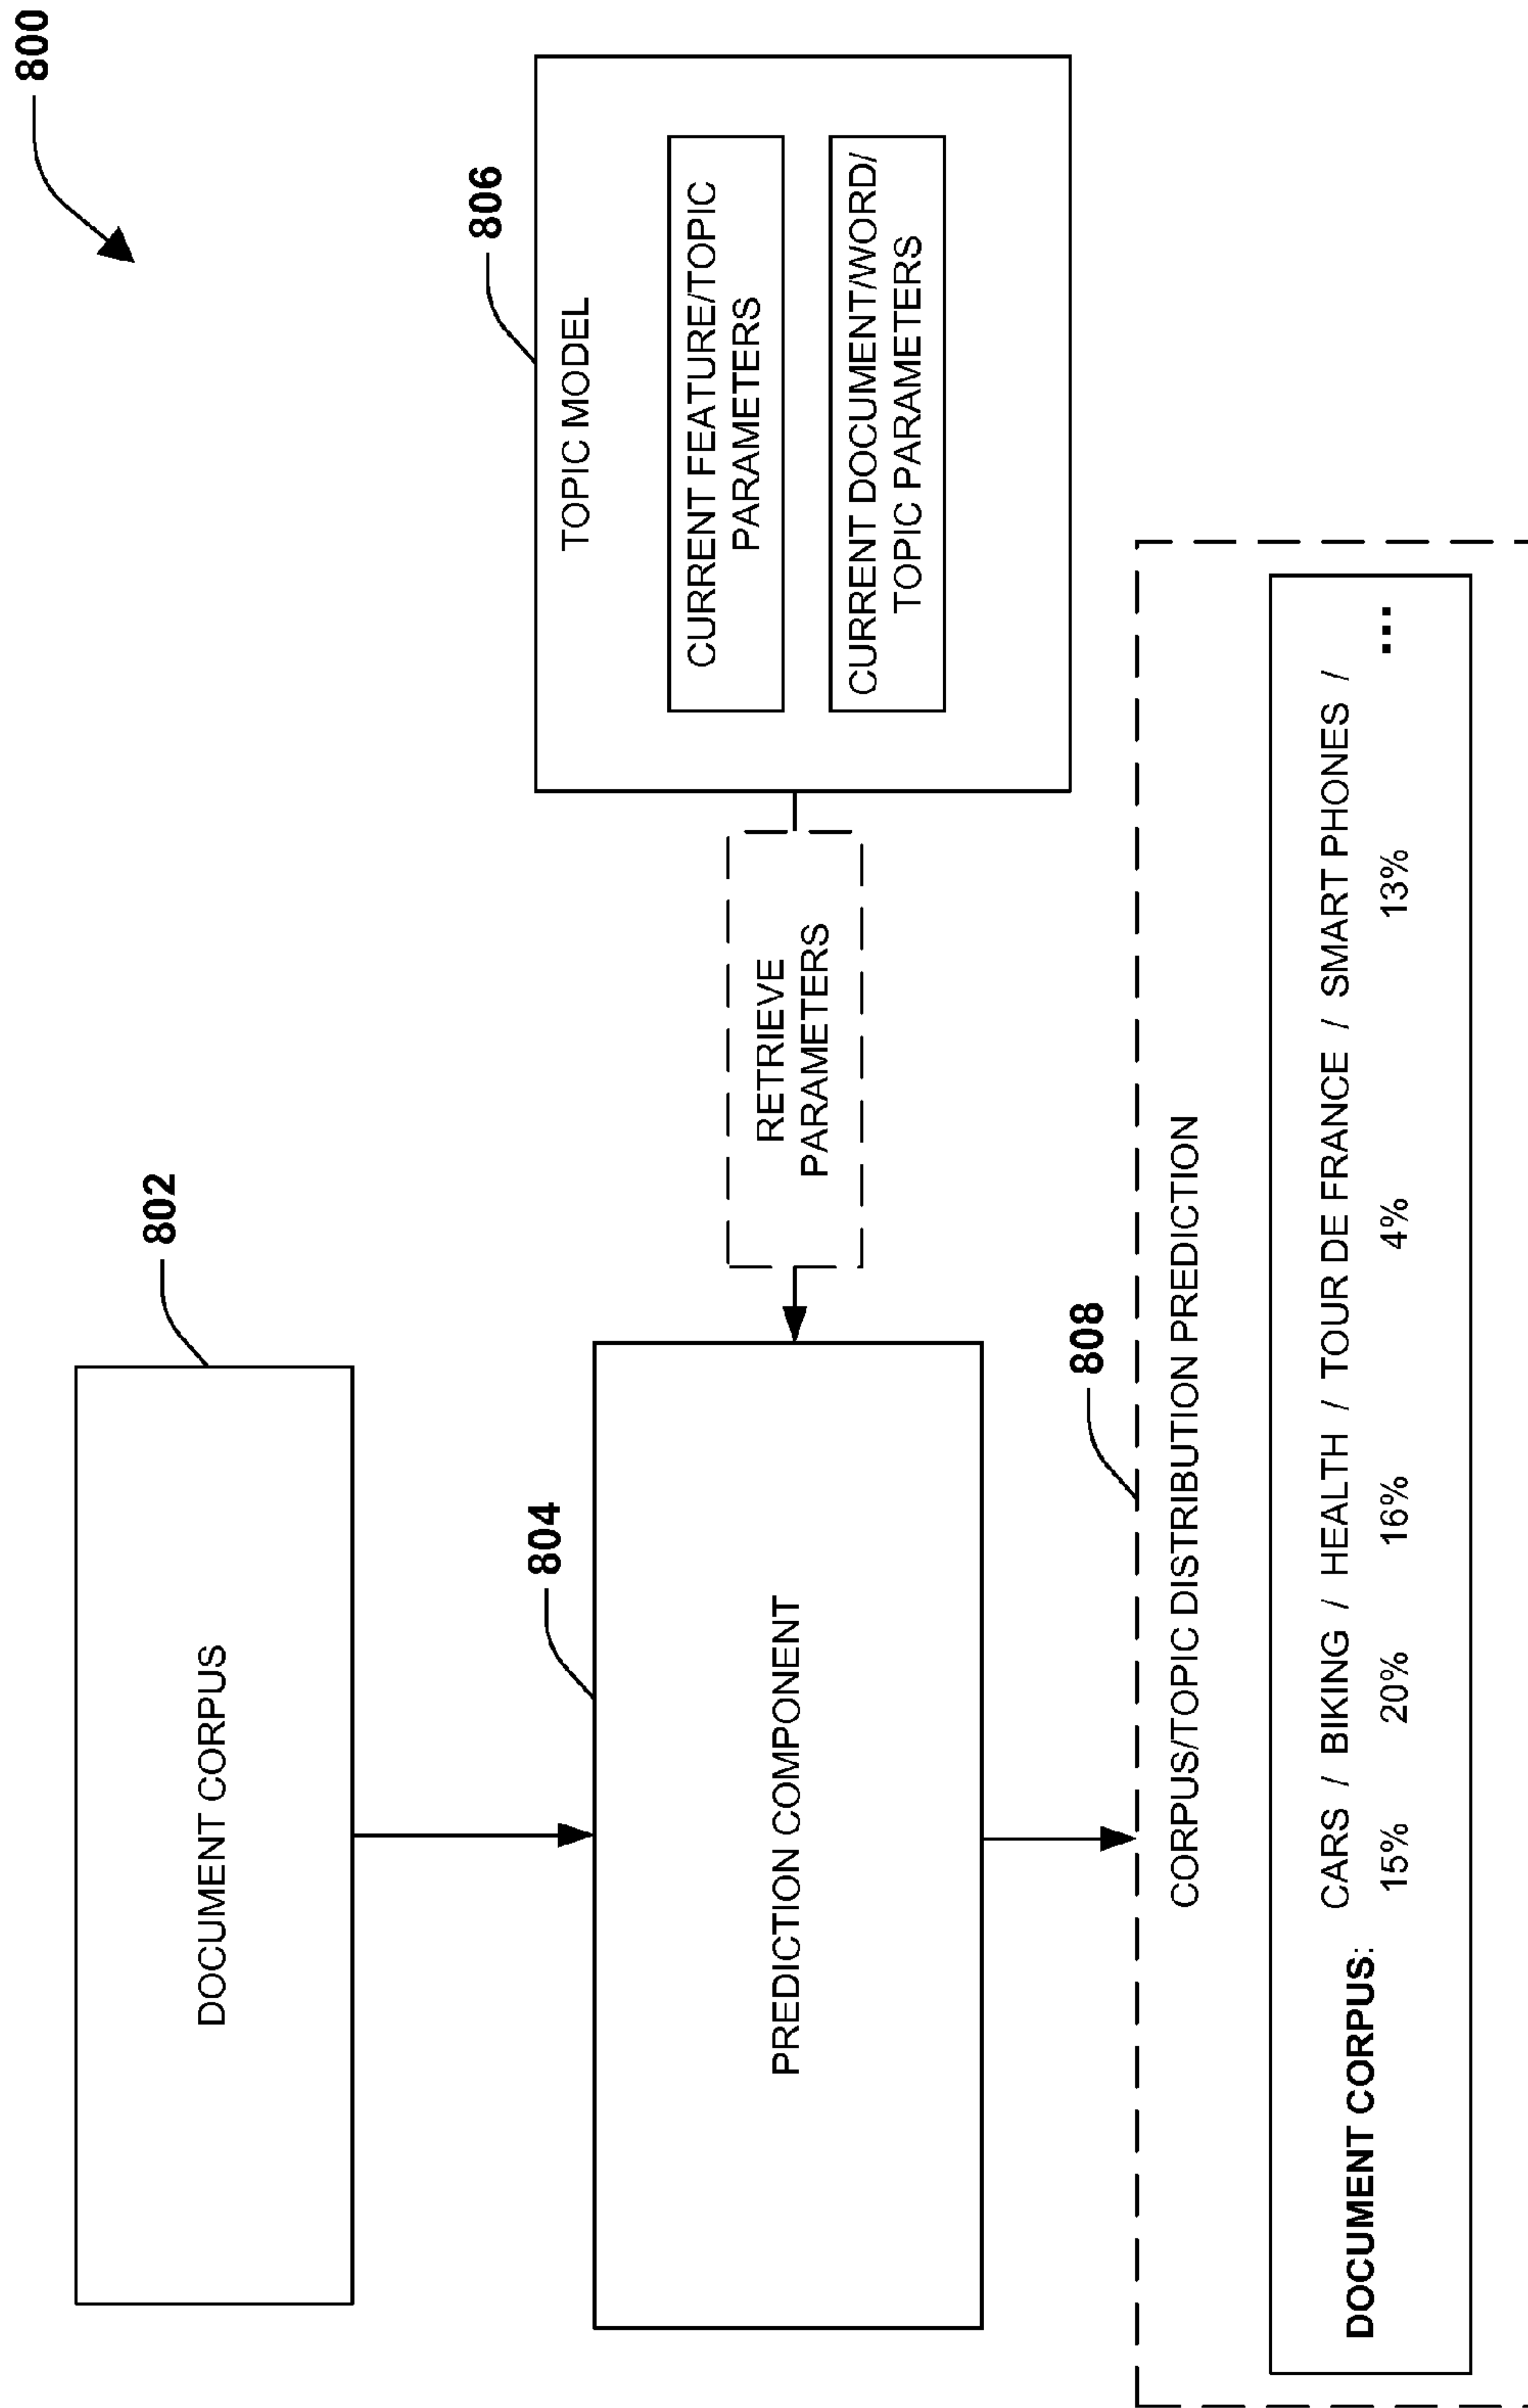 800
802
DOCUMENT CORPUS
804
PREDICTION COMPONENT
806
TOPIC MODEL
CURRENT FEATURE/TOPIC
PARAMETERS
CURRENT DOCUMENT/WORD/
TOPIC PARAMETERS
RETRIEVE
PARAMETERS
808
CORPUS/TOPIC DISTRIBUTION PREDICTION
DOCUMENT CORPUS: CARS / BIKING / HEALTH / TOUR DE FRANCE / SMART PHONES / ...
15% 20% 16% 4% 13%